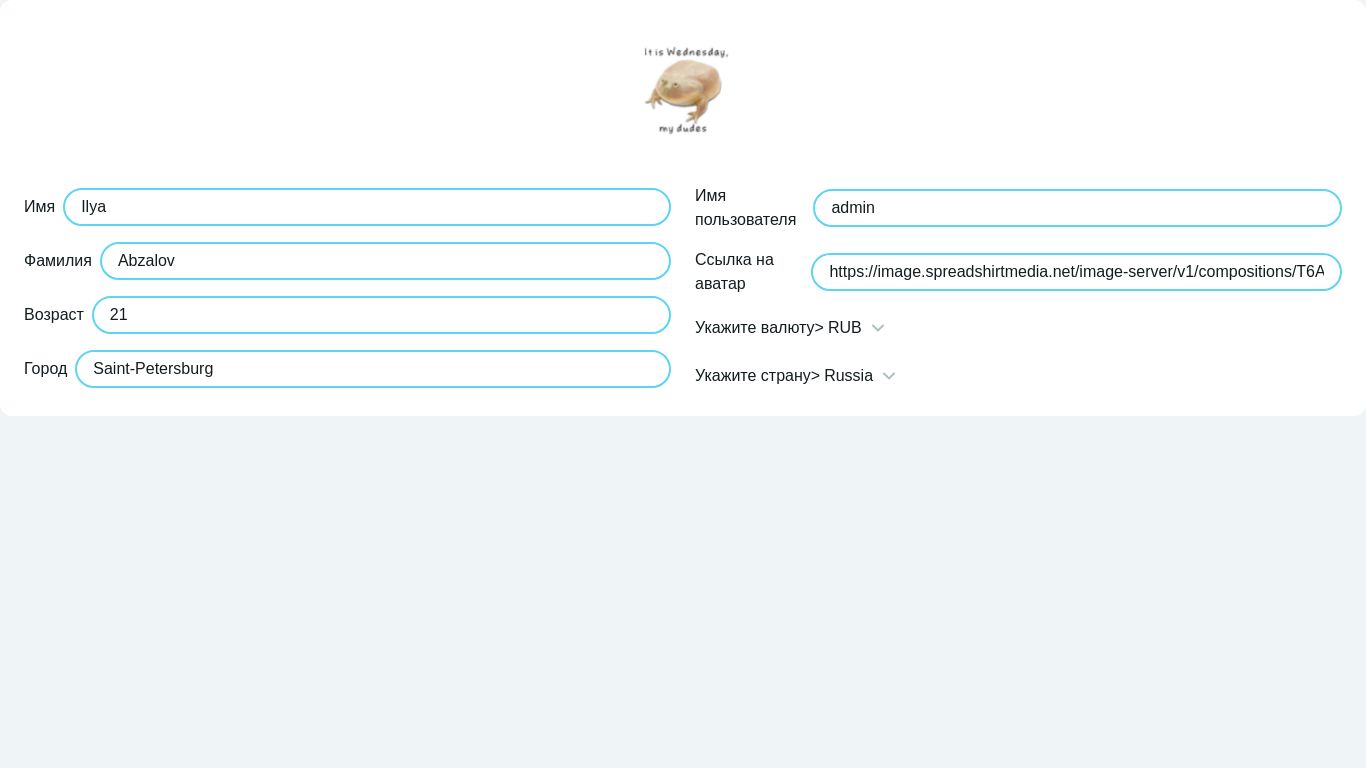 It is Wednesday,
my dudes
Имя Ilya
Фамилия Abzalov
Возраст 21
Город Saint-Petersburg
Имя
пользователя admin
Ссылка на
аватар https://image.spreadshirtmedia.net/image-server/v1/compositions/T6A
Укажите валюту> RUB
Укажите страну> Russia